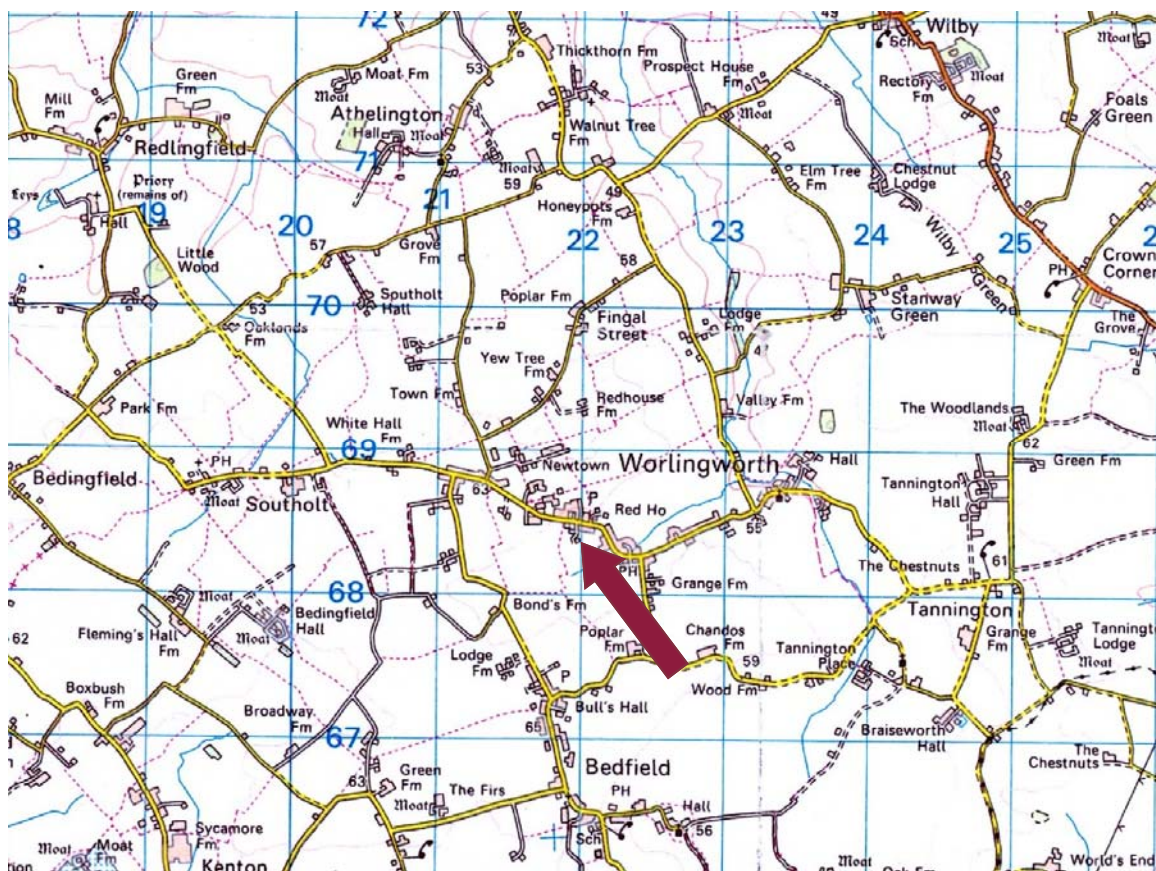 72
49
Wilby
Sch
Moat
Thickthorn Fm
53
Moat Fm
Moat
Prospect House
Fm
Rectory
Fm
Moat
Green
Fm
Mill
Fm
Athelington
Hall
Moat
Walnut Tree
Fm
Moat
Foals
Green
Redlingfield
71
Moat
59
Elm Tree
Fm
Chestnut
Lodge
Priory
(remains of)
Hall
19
21
49
Honeypots
Fm
20
22
23
24
25
Wilby
Green
57
Grove
Fm
58
PH
Crown
Corner
Little
Wood
Sputholt
Hall
70
Poplar Fm
53
Oaklands
Fm
Fingal
Street
Lodge
Fm
Stanway
Green
The
Grove
Yew Tree
Fm
Town Fm
Redhouse
Fm
Park Fm
White Hall
Fm
Valley Fm
The Woodlands
Moat
62
69
PH
Newtown
Worlingworth
Hall
Green Fm
Bedingfield
Moat
Southolt
63
P
Red Ho
Tannington
Hall
55
PH
The Chestnuts
61
68
Grange Fm
Moat
Bond's Fm
Tannington
62
Fleming's Hall
Fm
Moat
Bedingfield
Hall
Poplar
Fm
Chandos
Fm
Tannington
Place
Grange
Fm
Lodge
Fm
P
59
Moat
Boxbush
Fm
Bull's Hall
Wood Fm
Broadway
Fm
67
65
Braiseworth
Hall
The
Chestnuts
Bedfield
63
Green
Fm
Moat
The Firs
PH
Hall
56
Sch
Sycamore
Fm
Moat
Moat
Fm
Kenton
Moat
World's End